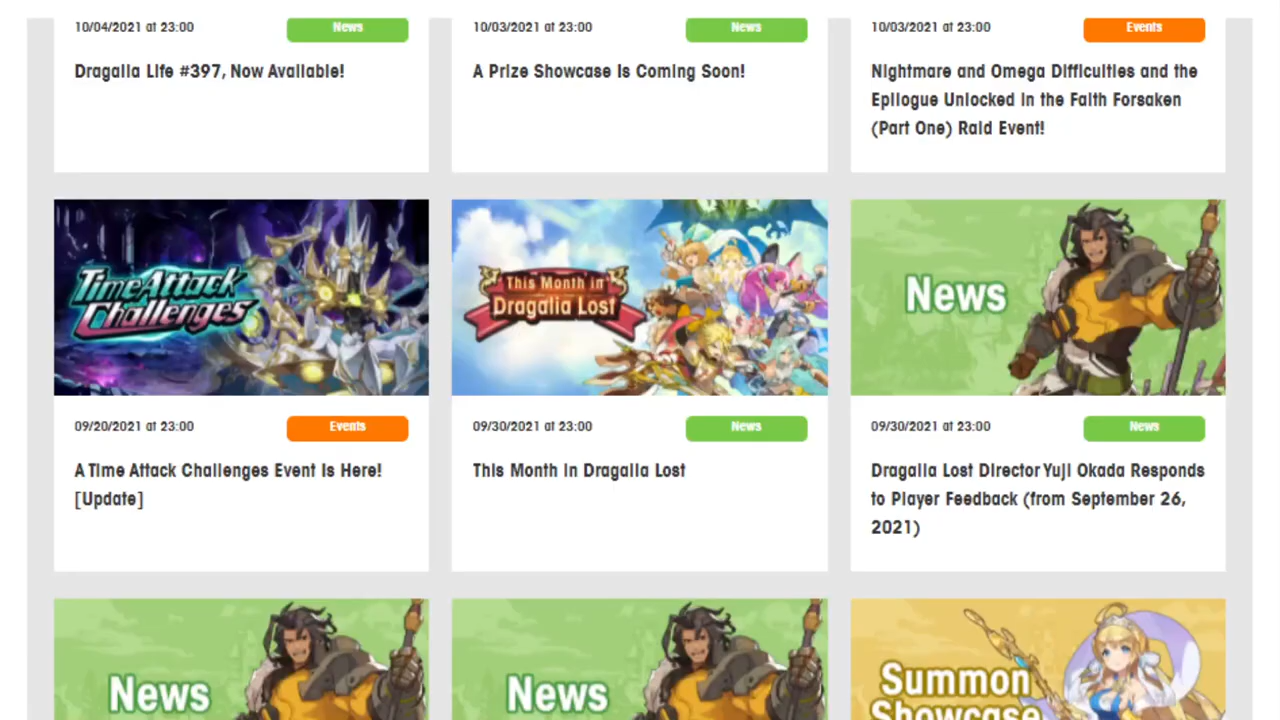 10/04/2021 at 23:00
News
Dragalia Life #397, Now Available!
10/03/2021 at 23:00
News
A Prize Showcase Is Coming Soon!
10/03/2021 at 23:00
Events
Nightmare and Omega Difficulties and the
Epilogue Unlocked in the Faith Forsaken
(Part One) Raid Event!
Time Attack
Challenges
09/20/2021 at 23:00
Events
A Time Attack Challenges Event Is Here!
[Update]
This Month in
Dragalia Lost
09/30/2021 at 23:00
News
This Month in Dragalia Lost
News
09/30/2021 at 23:00
News
Dragalia Lost Director Yuji Okada Responds
to Player Feedback (from September 26,
2021)
News
News
Summon
Showcase